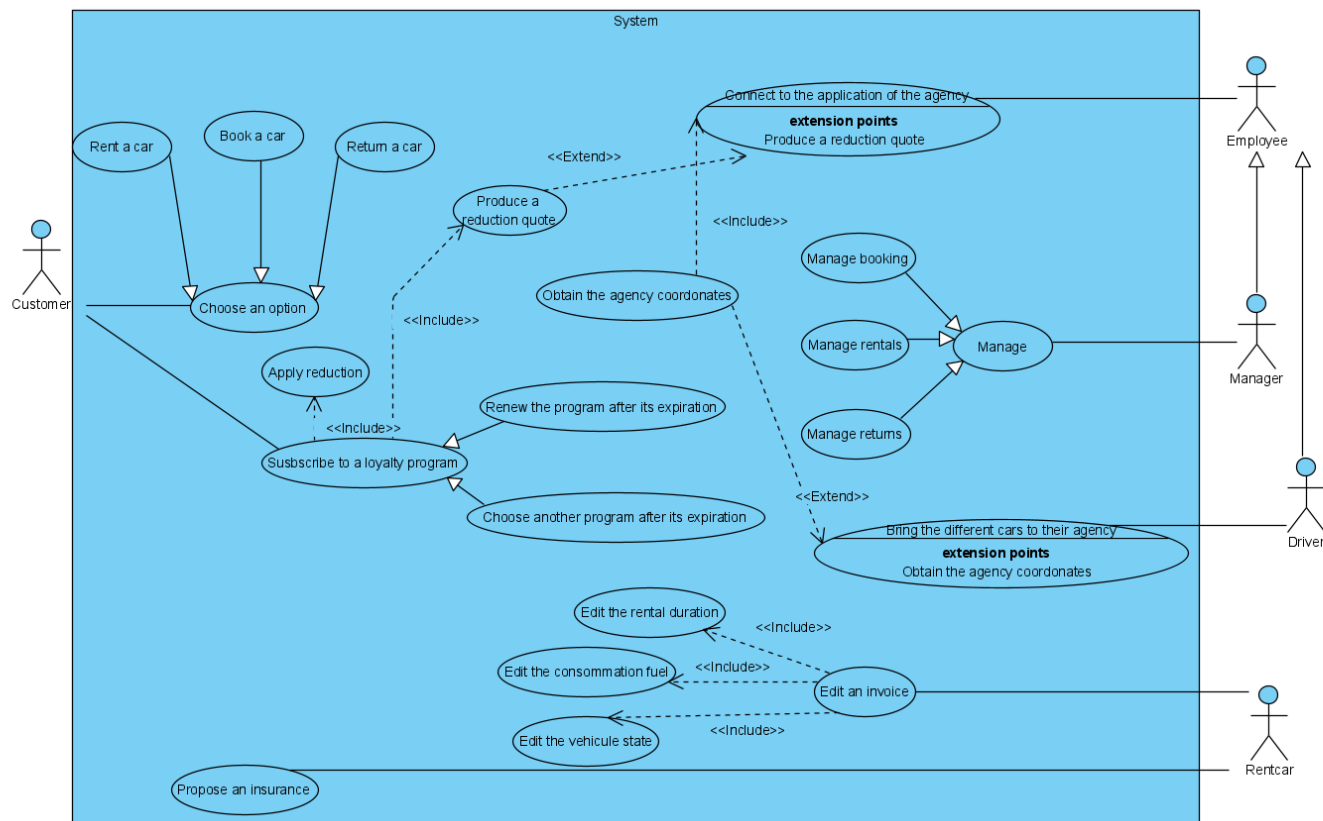 System
Connect to the application of the agency
extension points
Produce a reduction quote
Employee
Book a car
Rent a car
Return a car
<<Extend>>
Produce a
reduction quote
<<Include>>
Customer
Manage booking
Obtain the agency coordonates
Choose an option
<<Include>>
Manage rentals
Manage
Manager
Apply reduction
Renew the program after its expiration
<<Include>>
Manage returns
Susbscribe to a loyalty program
<<Extend>>
Choose another program after its expiration
Bring the different cars to their agency
extension points
Obtain the agency coordonates
Driver
Edit the rental duration
<<Include>>
Edit the consommation fuel
<<Include>>
Edit an invoice
<<Include>>
Edit the vehicule state
Rentcar
Propose an insurance